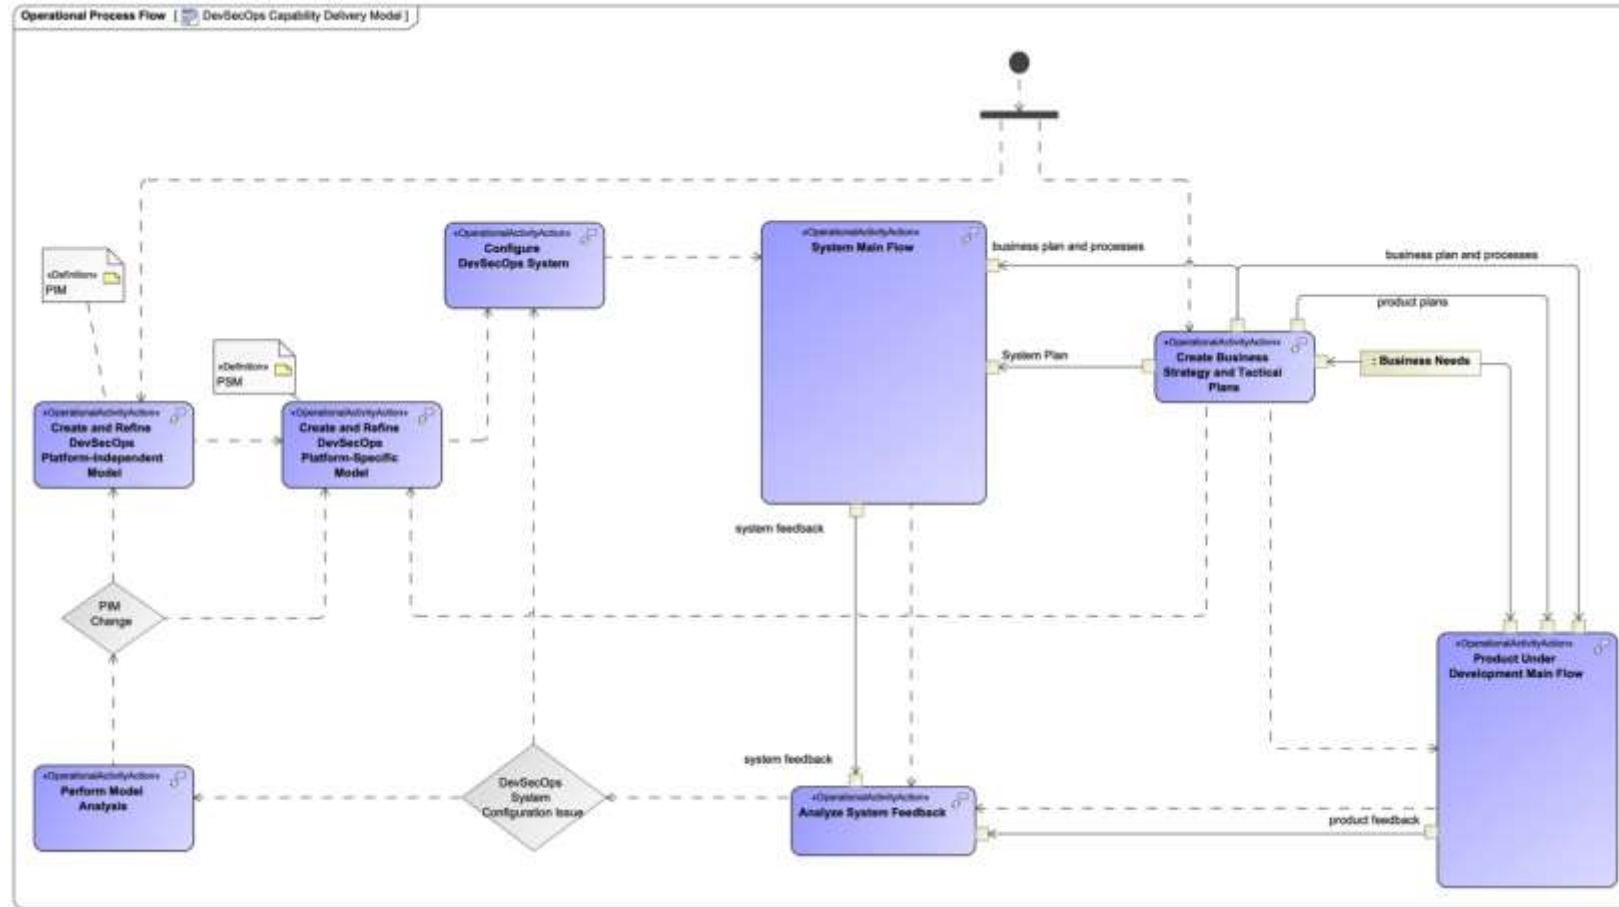 Operational Process Flow [ DevSecOps Capability Delivery Model ]
«OperationalActivityAction»
Configure
DevSecOps System
«OperationalActivityAction»
System Main Flow
business plan and processes
business plan and processes
product plans
«Definition»
PIM
«Definition»
PSM
System Plan
«OperationalActivityAction»
Create Business
Strategy and Tactical
Plans
: Business Needs
«OperationalActivityAction»
Create and Refine
DevSecOps
Platform-Independent
Model
«OperationalActivityAction»
Create and Refine
DevSecOps
Platform-Specific
Model
system feedback
PIM
Change
«OperationalActivityAction»
Product Under
Development Main Flow
system feedback
«OperationalActivityAction»
Perform Model
Analysis
DevSecOps
System
Configuration Issue
«OperationalActivityAction»
Analyze System Feedback
product feedback